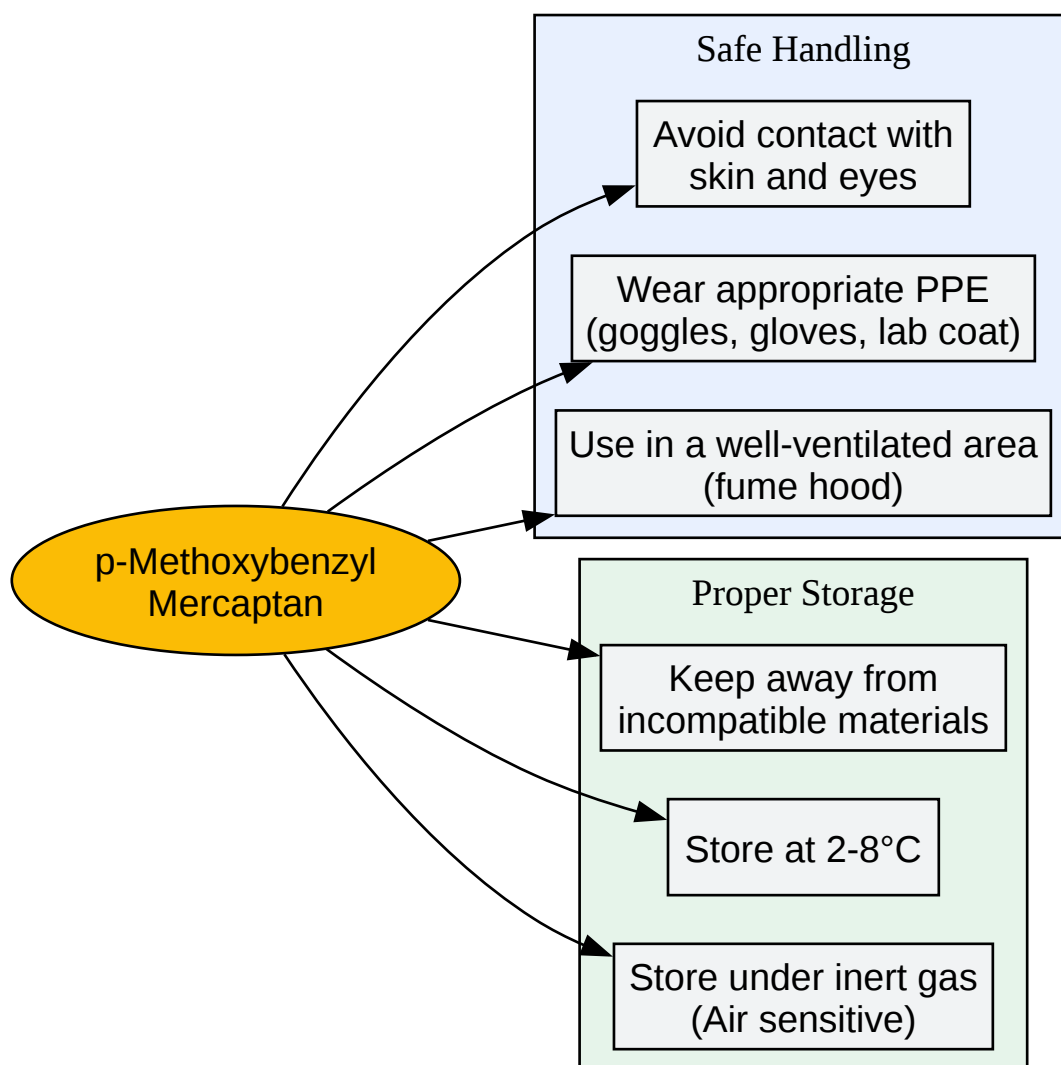 Safe Handling
Avoid contact with
skin and eyes
Wear appropriate PPE
(goggles, gloves, lab coat)
Use in a well-ventilated area
(fume hood)
p-Methoxybenzyl
Mercaptan
Proper Storage
Keep away from
incompatible materials
Store at 2-8°C
Store under inert gas
(Air sensitive)